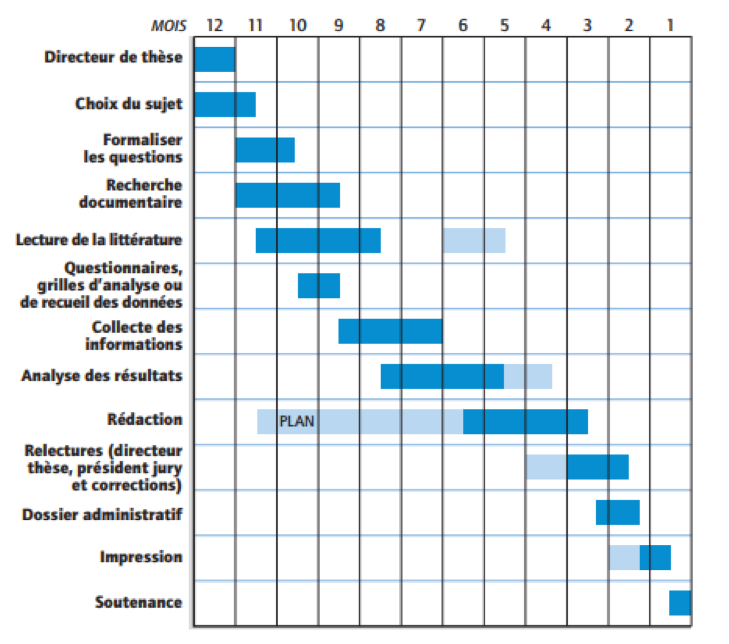 MOIS 12 11 10 9 8 7 6 5 4 3 2 1
Directeur de thèse
Choix du sujet
Formaliser
les questions
Recherche
documentaire
Lecture de la littérature
Questionnaires,
grilles d'analyse ou
de recueil des données
Collecte des
informations
Analyse des résultats
Rédaction PLAN
Relectures (directeur
thèse, président jury
et corrections)
Dossier administratif
Impression
Soutenance